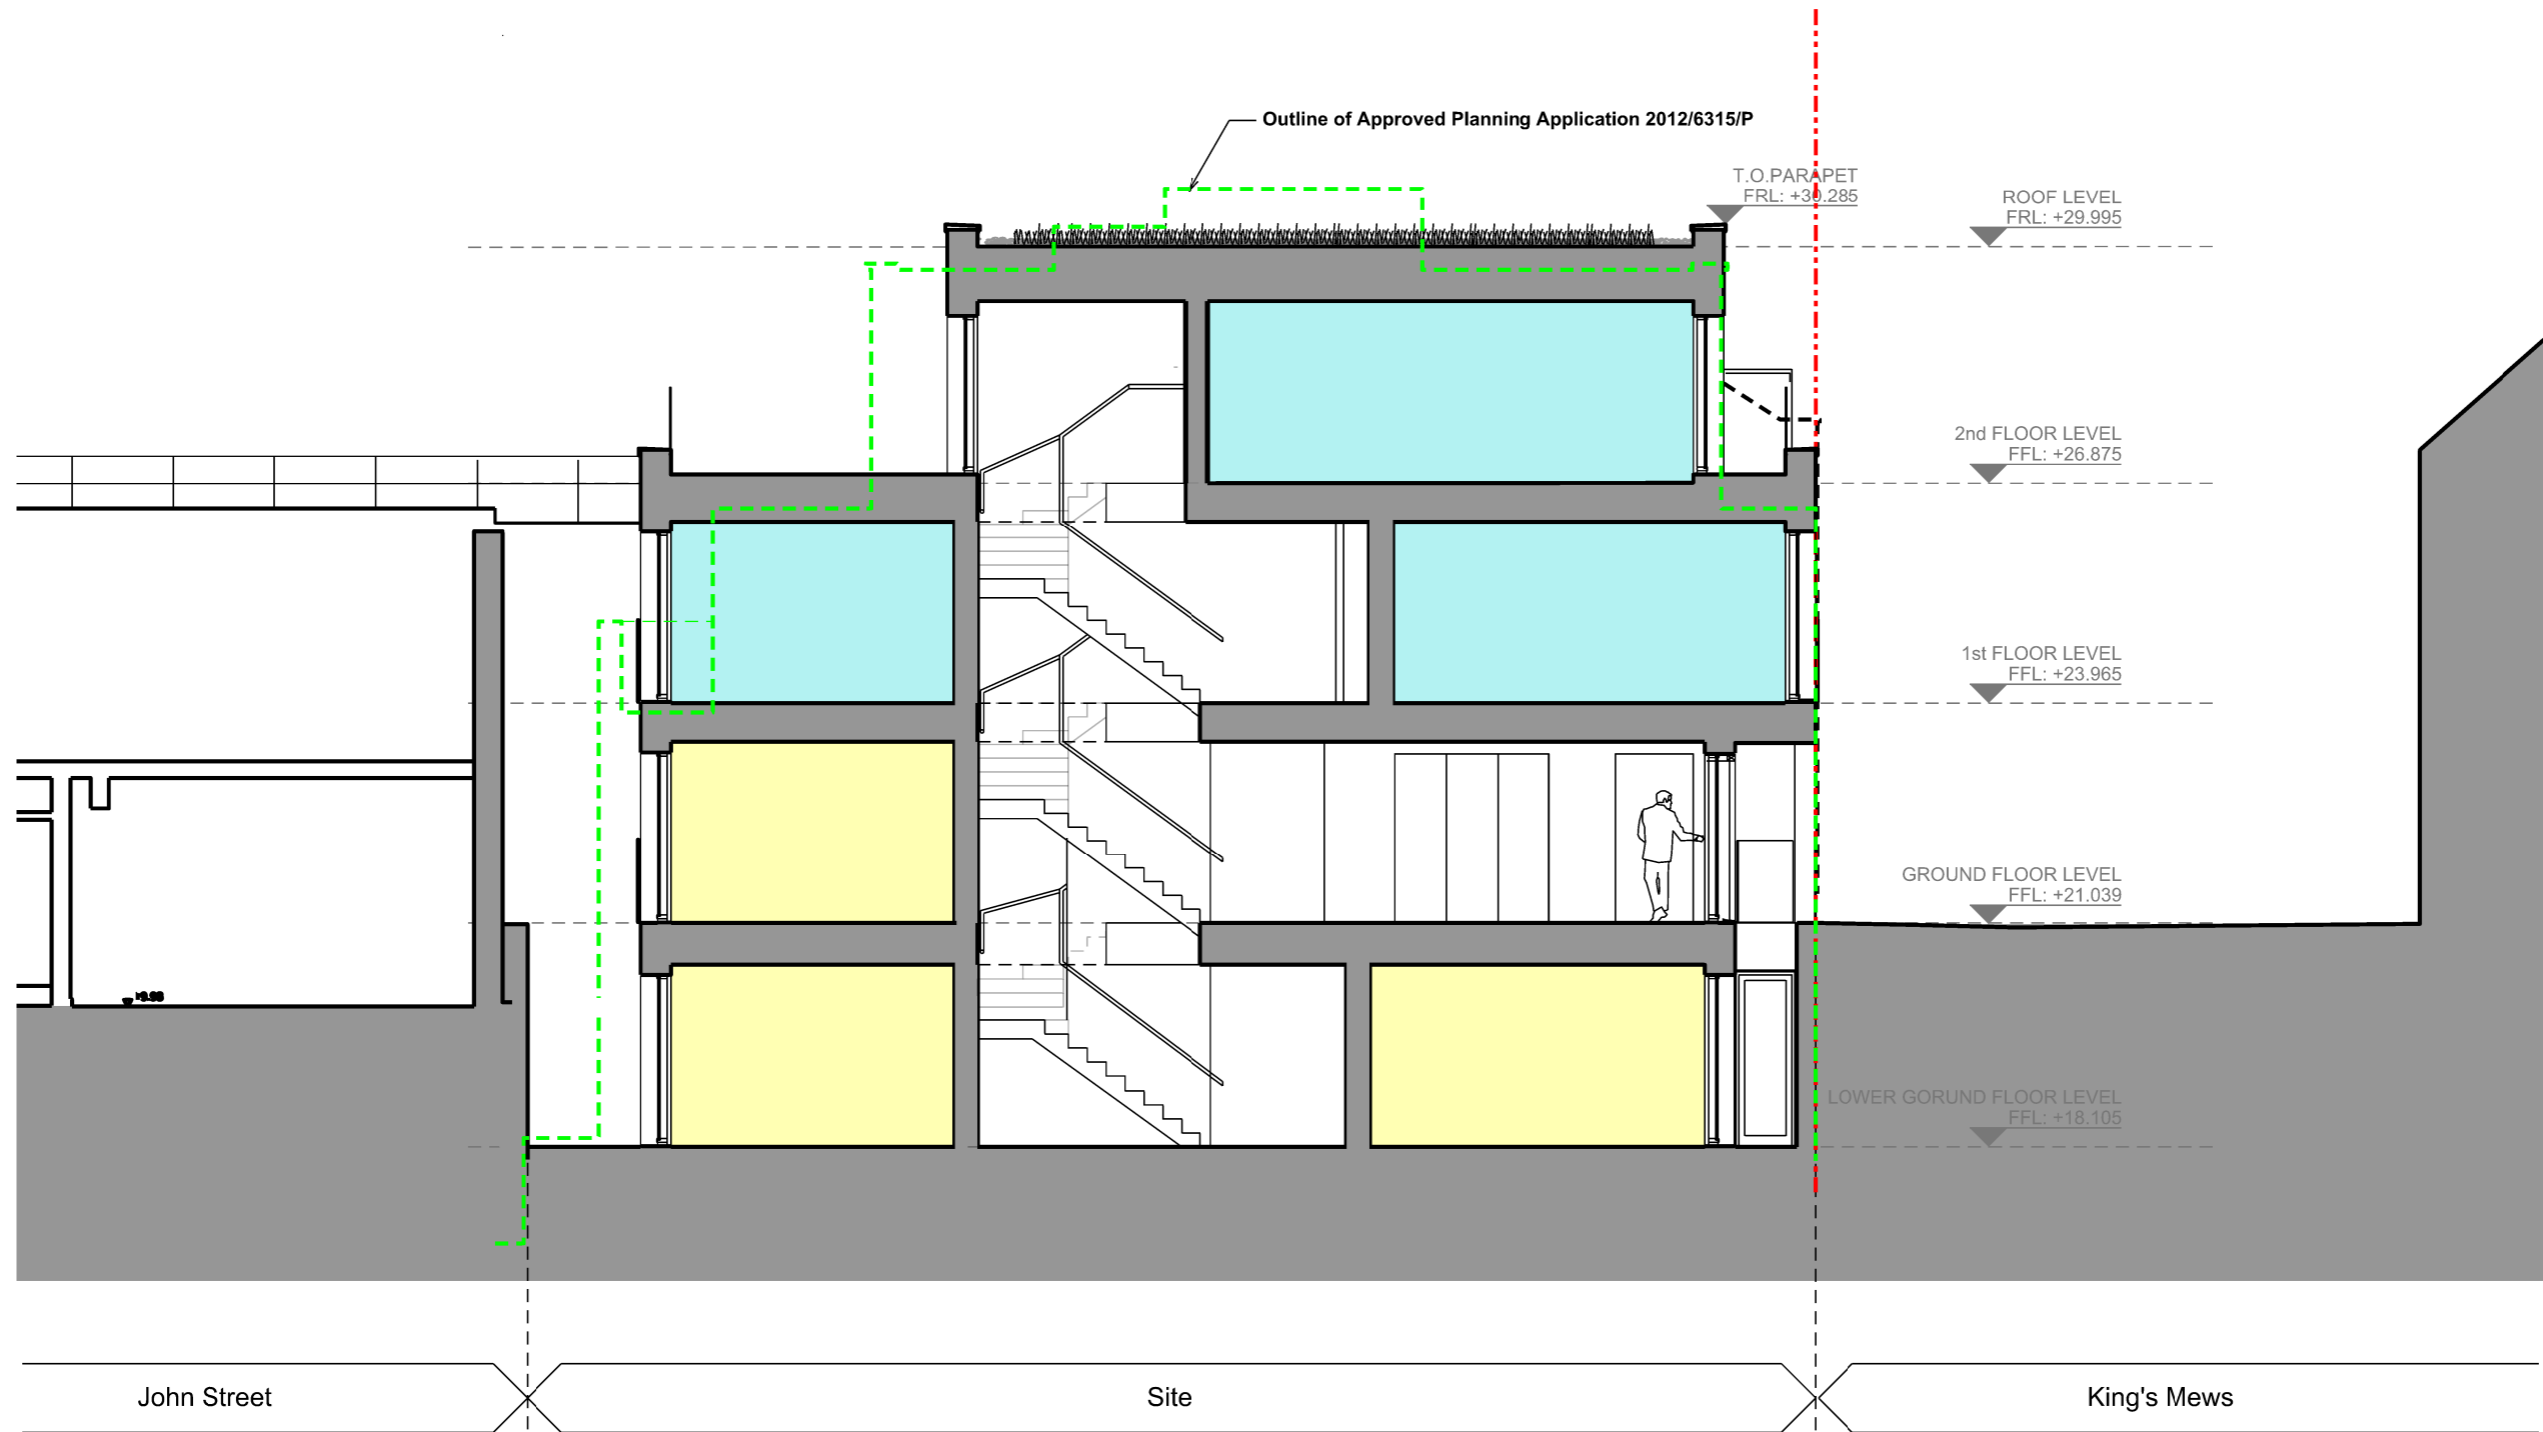 Outline of Approved Planning Application 2012/6315/P
T.O.PARAPET
FRL: +30.285
ROOF LEVEL
FRL: +29.995
2nd FLOOR LEVEL
FFL: +26.875
1st FLOOR LEVEL
FFL: +23.965
GROUND FLOOR LEVEL
FFL: +21.039
LOWER GORUND FLOOR LEVEL
FFL: +18.105
John Street
Site
King's Mews